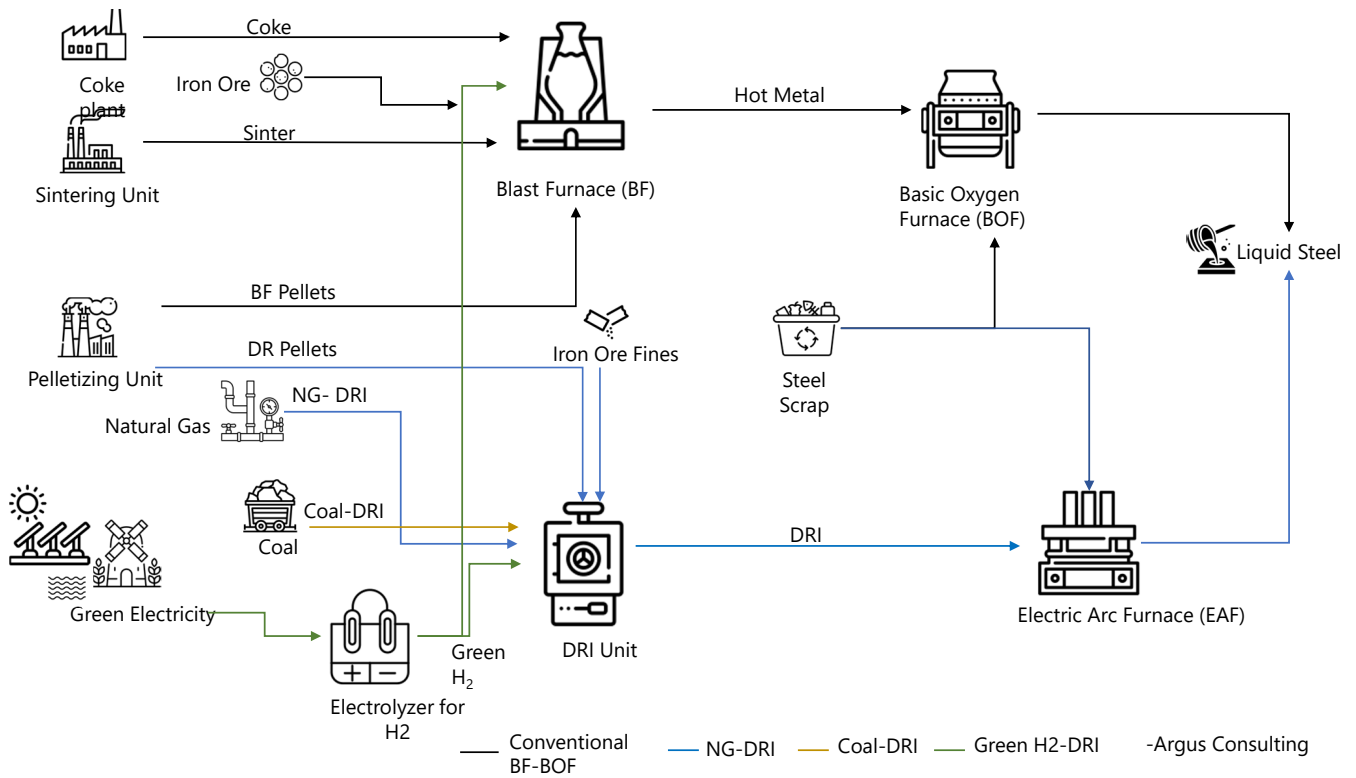 Coke
Coke
plant
Iron Ore
Sinter
Sintering Unit
Blast Furnace (BF)
Hot Metal
Basic Oxygen
Furnace (BOF)
Liquid Steel
BF Pellets
DR Pellets
Pelletizing Unit
Iron Ore Fines
Steel
Scrap
NG- DRI
Natural Gas
Coal-DRI
Coal
DRI
Green Electricity
Green
H2
DRI Unit
Electric Arc Furnace (EAF)
Electrolyzer for
H2
Conventional
BF-BOF
NG-DRI
Coal-DRI
Green H2-DRI
-Argus Consulting